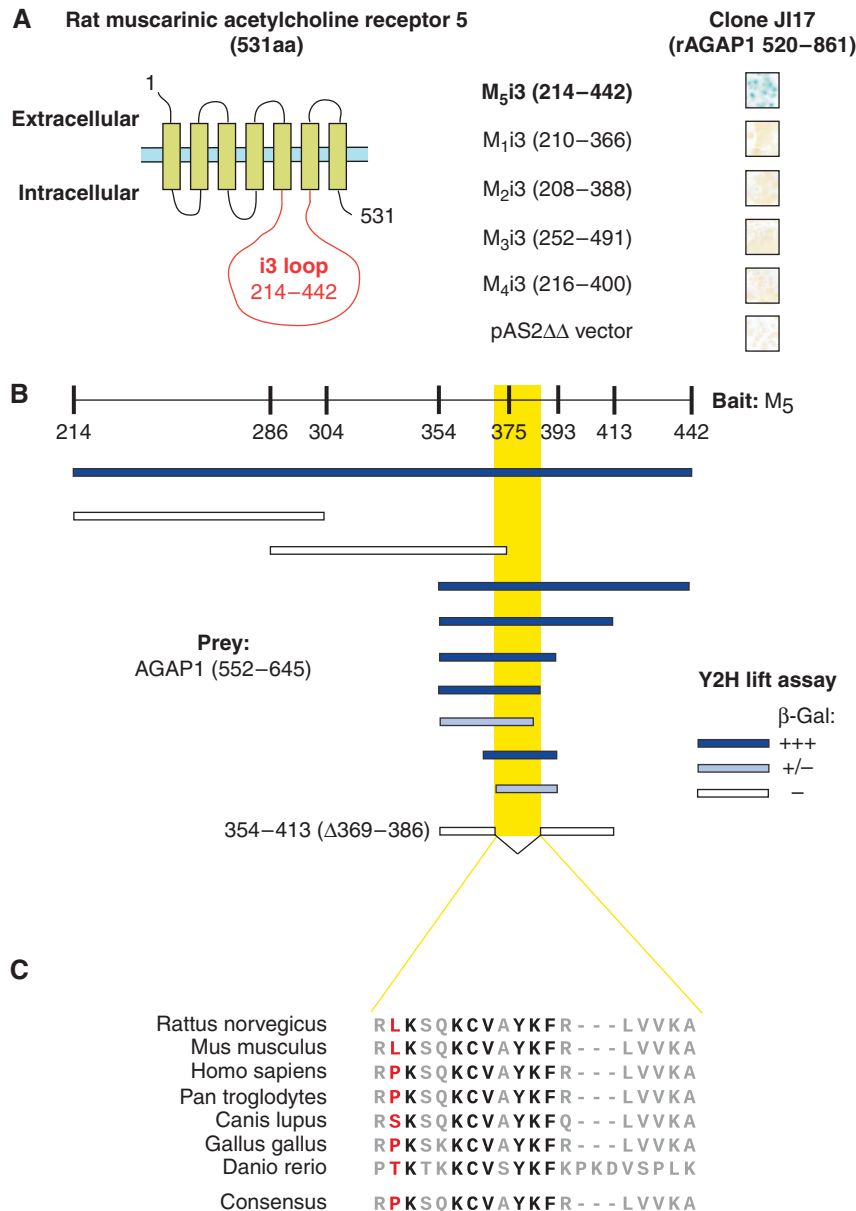 A
Rat muscarinic acetylcholine receptor 5
(531aa)
Clone JI17
(rAGAP1 520–861)
1
Extracellular
Intracellular
531
i3 loop
214–442
M5i3 (214–442)
M1i3 (210–366)
M2i3 (208–388)
M3i3 (252–491)
M4i3 (216–400)
pAS2ΔΔ vector
B
Bait: M5
214 286 304 354 375 393 413 442
Prey:
AGAP1 (552–645)
Y2H lift assay
β-Gal:
+++
+/–
–
354–413 (Δ369–386)
C
Rattus norvegicus RLKSQKCVAYKFR---LVVKA
Mus musculus RLKSQKCVAYKFR---LVVKA
Homo sapiens RPKSQKCVAYKFR---LVVKA
Pan troglodytes RPKSQKCVAYKFR---LVVKA
Canis lupus RSKSQKCVAYKFQ---LVVKA
Gallus gallus RPKSKKCVAYKFR---LVVKA
Danio rerio PTKTKKCVSYKFKPKDVSPLK
Consensus RPKSQKCVAYKFR---LVVKA